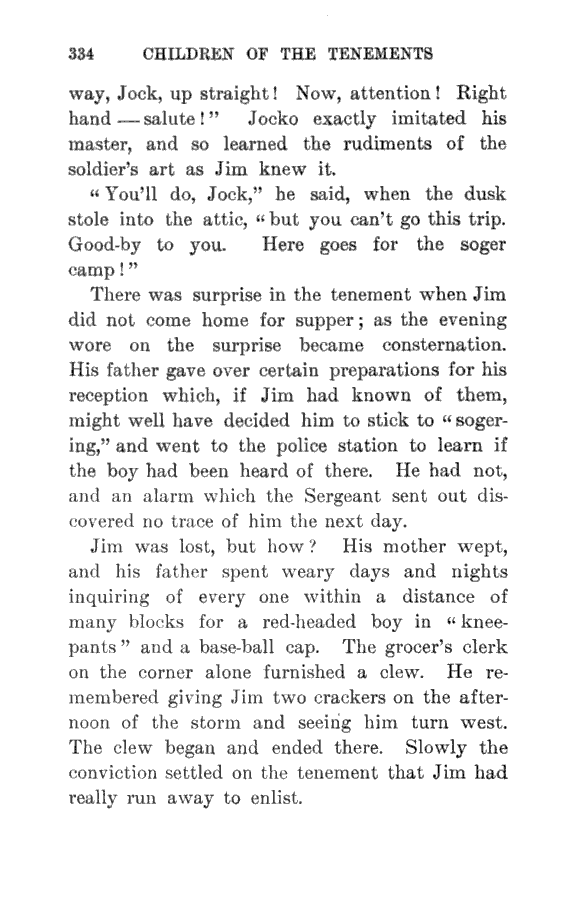 334 CHILDREN OF THE TENEMENTS
way, Jock, up straight! Now, attention! Right
hand — salute!" Jocko exactly imitated his
master, and so learned the rudiments of the
soldier's art as Jim knew it.
"You'll do, Jock," he said, when the dusk
stole into the attic, "but you can't go this trip.
Good-by to you. Here goes for the soger
camp!"
There was surprise in the tenement when Jim
did not come home for supper; as the evening
wore on the surprise became consternation.
His father gave over certain preparations for his
reception which, if Jim had known of them,
might well have decided him to stick to "soger-
ing," and went to the police station to learn if
the boy had been heard of there. He had not,
and an alarm which the Sergeant sent out dis-
covered no trace of him the next day.
Jim was lost, but how? His mother wept,
and his father spent weary days and nights
inquiring of every one within a distance of
many blocks for a red-headed boy in "knee-
pants" and a base-ball cap. The grocer's clerk
on the corner alone furnished a clew. He re-
membered giving Jim two crackers on the after-
noon of the storm and seeing him turn west.
The clew began and ended there. Slowly the
conviction settled on the tenement that Jim had
really run away to enlist.